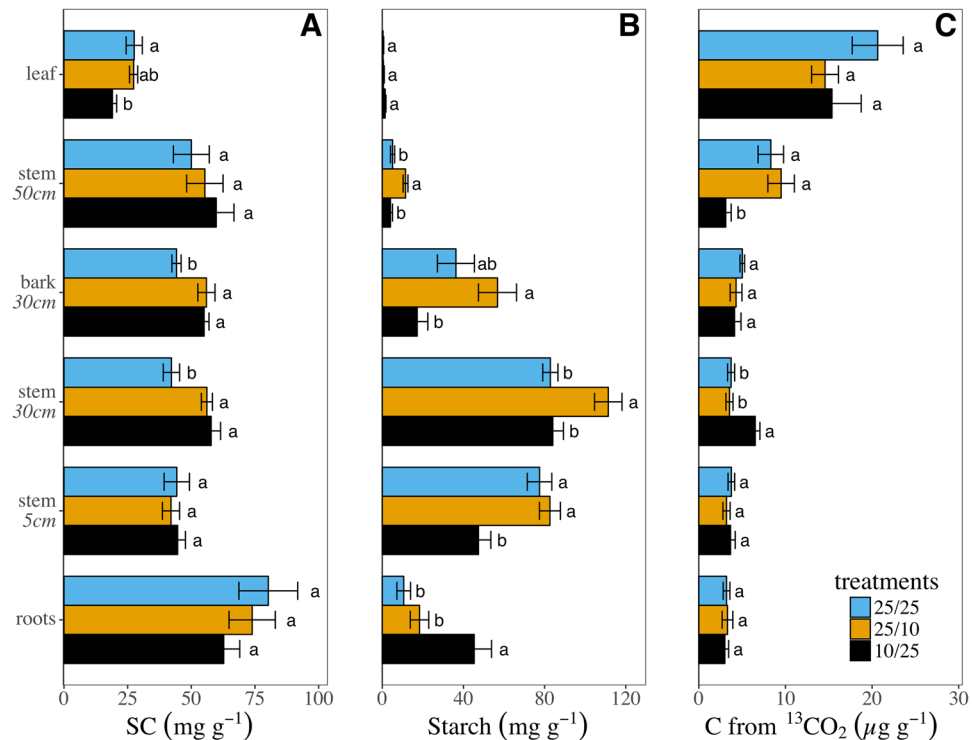 A B C
leaf
a a a
ab a a
b a a
stem
50cm
a b a
a a a
a b b
bark
30cm
b ab a
a a a
a b a
stem
30cm
b b b
a a b
a b a
stem
5cm
a a a
a a a
a b a
roots
a b a
a b a
a a a
treatments
25/25
25/10
10/25
0 25 50 75 100 0 40 80 120 0 10 20 30
SC (mg g⁻¹) Starch (mg g⁻¹) C from ¹³CO₂ (µg g⁻¹)